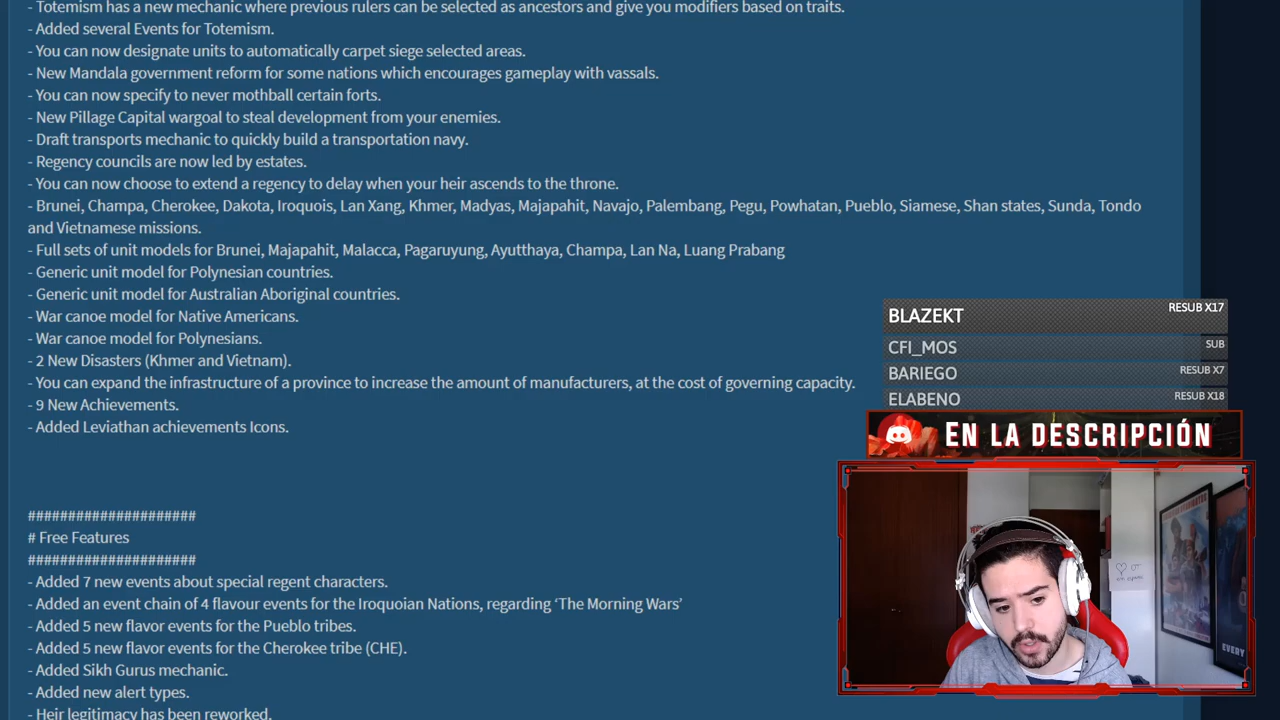 - Totemism has a new mechanic where previous rulers can be selected as ancestors and give you modifiers based on traits.
- Added several Events for Totemism.
- You can now designate units to automatically carpet siege selected areas.
- New Mandala government reform for some nations which encourages gameplay with vassals.
- You can now specify to never mothball certain forts.
- New Pillage Capital wargoal to steal development from your enemies.
- Draft transports mechanic to quickly build a transportation navy.
- Regency councils are now led by estates.
- You can now choose to extend a regency to delay when your heir ascends to the throne.
- Brunei, Champa, Cherokee, Dakota, Iroquois, Lan Xang, Khmer, Madyas, Majapahit, Navajo, Palembang, Pegu, Powhatan, Pueblo, Siamese, Shan states, Sunda, Tondo
and Vietnamese missions.
- Full sets of unit models for Brunei, Majapahit, Malacca, Pagaruyung, Ayutthaya, Champa, Lan Na, Luang Prabang
- Generic unit model for Polynesian countries.
- Generic unit model for Australian Aboriginal countries.
- War canoe model for Native Americans.
- War canoe model for Polynesians.
- 2 New Disasters (Khmer and Vietnam).
- You can expand the infrastructure of a province to increase the amount of manufacturers, at the cost of governing capacity.
- 9 New Achievements.
- Added Leviathan achievements Icons.
#####################
# Free Features
#####################
- Added 7 new events about special regent characters.
- Added an event chain of 4 flavour events for the Iroquoian Nations, regarding ‘The Morning Wars’
- Added 5 new flavor events for the Pueblo tribes.
- Added 5 new flavor events for the Cherokee tribe (CHE).
- Added Sikh Gurus mechanic.
- Added new alert types.
- Heir legitimacy has been reworked.
BLAZEKT RESUB X17
CFI_MOS SUB
BARIEGO RESUB X7
ELABENO RESUB X18
EN LA DESCRIPCIÓN
EVERY